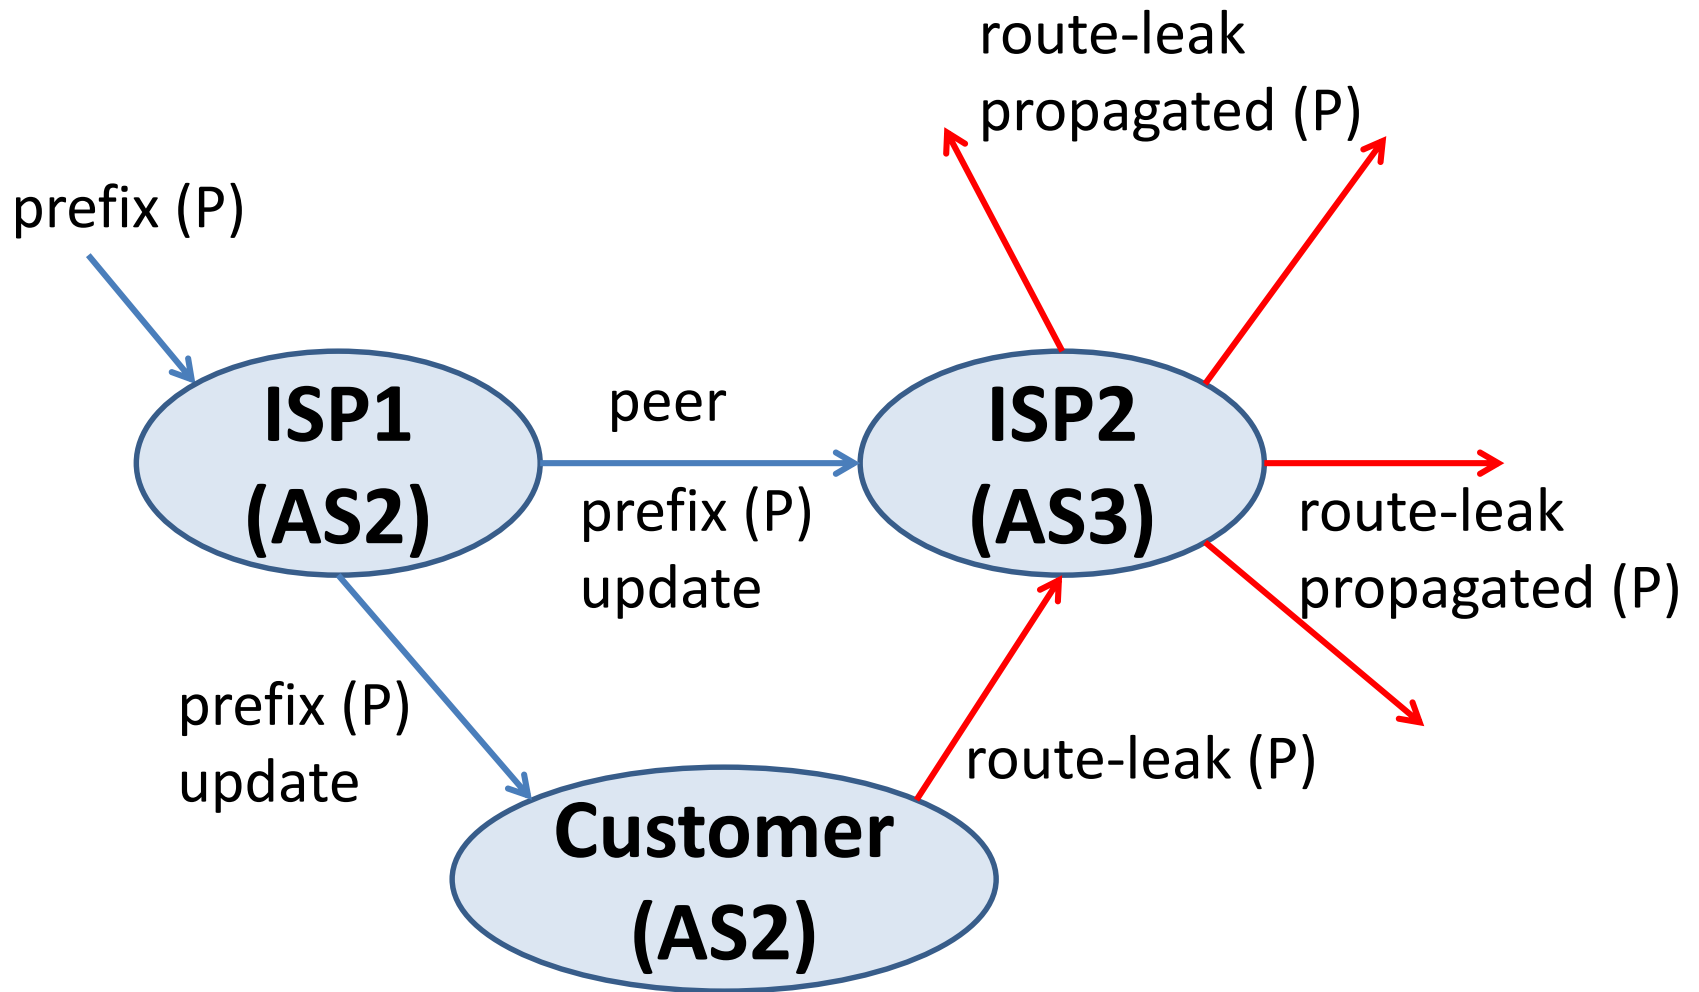 route-leak
propagated (P)
prefix (P)
ISP1
(AS2)
peer
prefix (P)
update
ISP2
(AS3)
route-leak
propagated (P)
prefix (P)
update
route-leak (P)
Customer
(AS2)